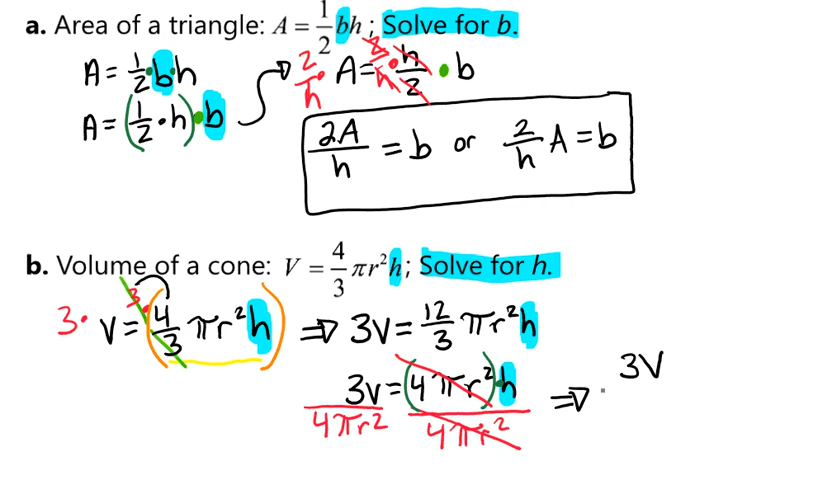 a. Area of a triangle: A = 1/2 bh ; Solve for b.
A = 1/2 · b · h
A = (1/2 · h) · b
2/h · A = 2/h · h/2 · b
2A/h = b or 2/h A = b
b. Volume of a cone: V = 4/3 πr²h; Solve for h.
3 · V = 3 · (4/3 πr²h) ⇒ 3V = 12/3 πr²h
3V/4πr² = (4πr²) · h/4πr² ⇒ 3V